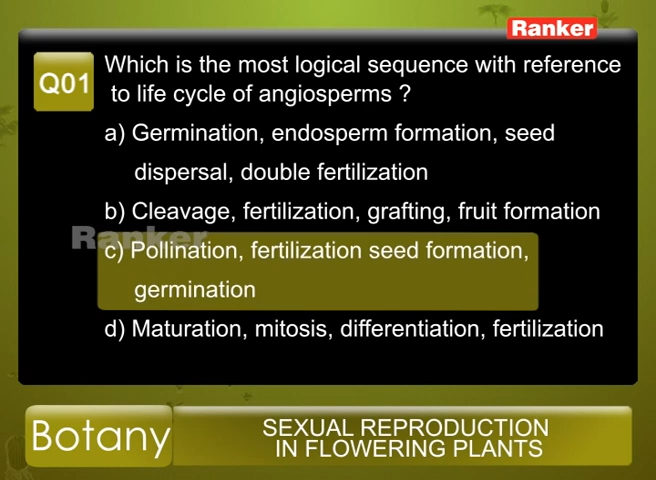 Ranker
Q01
Which is the most logical sequence with reference
to life cycle of angiosperms ?
a) Germination, endosperm formation, seed
dispersal, double fertilization
b) Cleavage, fertilization, grafting, fruit formation
Ranker
c) Pollination, fertilization seed formation,
germination
d) Maturation, mitosis, differentiation, fertilization
Botany
SEXUAL REPRODUCTION
IN FLOWERING PLANTS